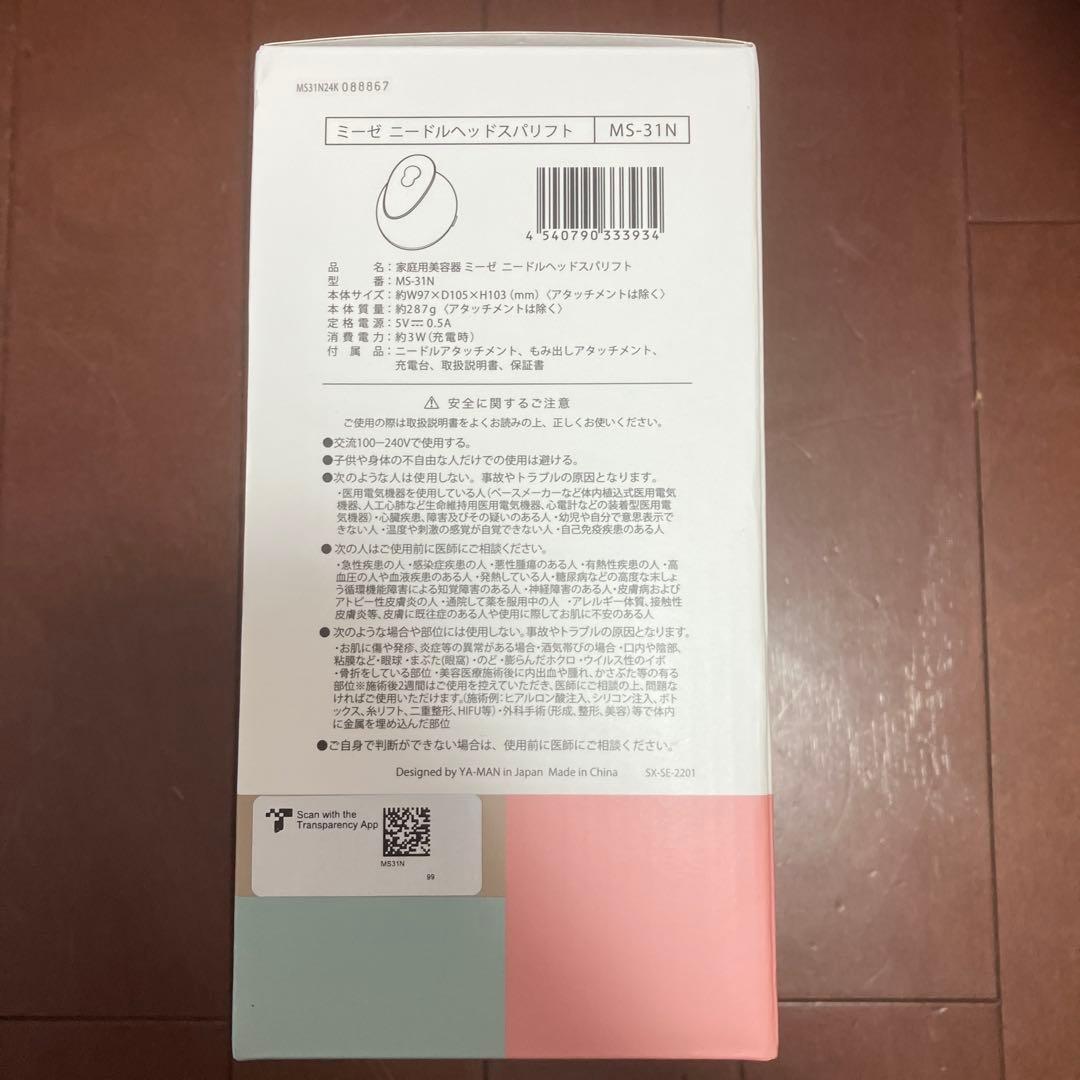 MS31N24K 088867
ミーゼ ニードルヘッドスパリフト MS-31N
4 540790 333934
品 名：家庭用美容器 ミーゼ ニードルヘッドスパリフト
型 番：MS-31N
本体サイズ：約W97×D105×H103（mm）〈アタッチメントは除く〉
本体質量：約287g〈アタッチメントは除く〉
定格電源：5V⎓0.5A
消費電力：約3W（充電時）
付属品：ニードルアタッチメント、もみ出しアタッチメント、
充電台、取扱説明書、保証書
⚠ 安全に関するご注意
ご使用の際は取扱説明書をよくお読みの上、正しくお使いください。
●交流100−240Vで使用する。
●子供や身体の不自由な人だけでの使用は避ける。
●次のような人は使用しない。事故やトラブルの原因となります。
・医用電気機器を使用している人（ペースメーカーなど体内植込式医用電気
機器、人工心肺など生命維持用医用電気機器、心電計などの装着型医用電
気機器）・心臓疾患、障害及びその疑いのある人・幼児や自分で意思表示で
きない人・温度や刺激の感覚が自覚できない人・自己免疫疾患のある人
●次の人はご使用前に医師にご相談ください。
・急性疾患の人・感染症疾患の人・悪性腫瘍のある人・有熱性疾患の人・高
血圧の人や血液疾患のある人・発熱している人・糖尿病などの高度な末しょ
う循環機能障害による知覚障害のある人・神経障害のある人・皮膚病および
アトピー性皮膚炎の人・通院して薬を服用中の人 ・アレルギー体質、接触性
皮膚炎等、皮膚に既往症のある人や使用に際してお肌に不安のある人
●次のような場合や部位には使用しない。事故やトラブルの原因となります。
・お肌に傷や発疹、炎症等の異常がある場合・酒気帯びの場合・口内や陰部、
粘膜など・眼球・まぶた(眼窩)・のど・膨らんだホクロ・ウイルス性のイボ
・骨折をしている部位・美容医療施術後に内出血や腫れ、かさぶた等の有る
部位※施術後2週間はご使用を控えていただき、医師にご相談の上、問題な
ければご使用いただけます。（施術例：ヒアルロン酸注入、シリコン注入、ボト
ックス、糸リフト、二重整形、HIFU等）・外科手術（形成、整形、美容）等で体内
に金属を埋め込んだ部位
●ご自身で判断ができない場合は、使用前に医師にご相談ください。
Designed by YA-MAN in Japan Made in China SX-SE-2201
Scan with the
Transparency App
MS31N
99